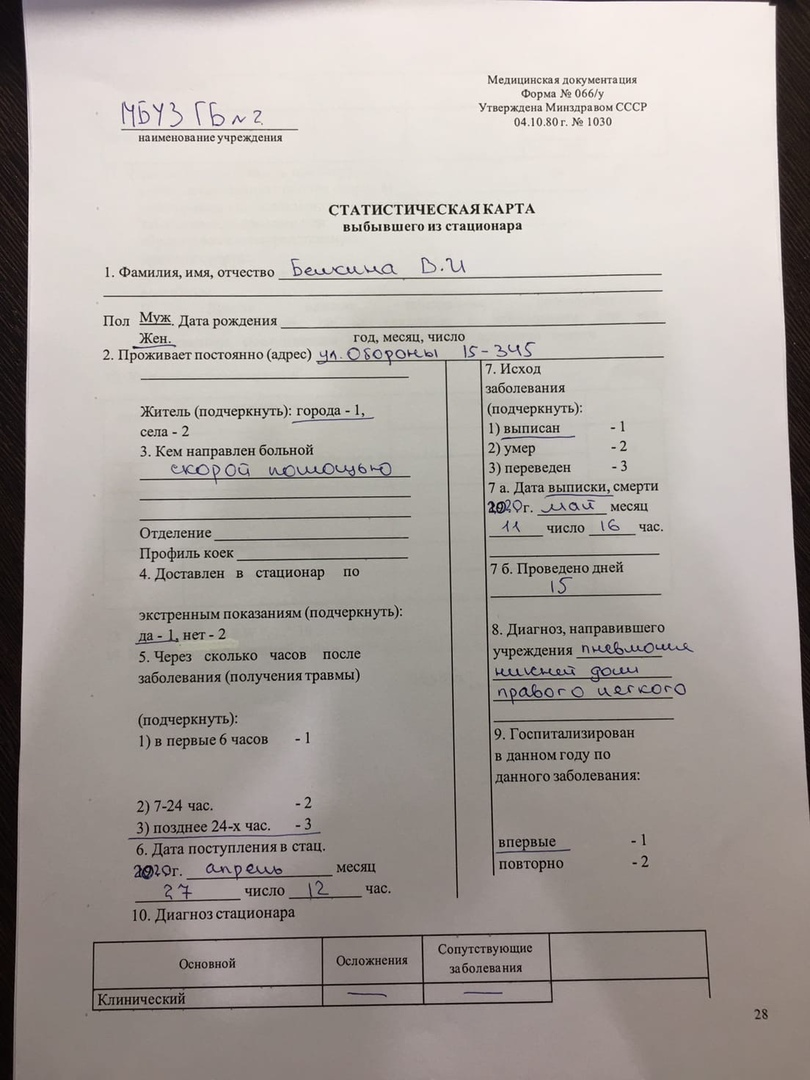 МБУЗ ГБ № 2
наименование учреждения
Медицинская документация
Форма № 066/у
Утверждена Минздравом СССР
04.10.80 г. № 1030
СТАТИСТИЧЕСКАЯ КАРТА
выбывшего из стационара
1. Фамилия, имя, отчество Белкина В.И
Пол Муж. Дата рождения
Жен. год, месяц, число
2. Проживает постоянно (адрес) ул. Обороны 15-345
Житель (подчеркнуть): города - 1,
села - 2
3. Кем направлен больной
скорой помощью
Отделение
Профиль коек
4. Доставлен в стационар по
экстренным показаниям (подчеркнуть):
да - 1, нет - 2
5. Через сколько часов после
заболевания (получения травмы)
(подчеркнуть):
1) в первые 6 часов - 1
2) 7-24 час. - 2
3) позднее 24-х час. - 3
6. Дата поступления в стац.
2020г. апрель месяц
27 число 12 час.
10. Диагноз стационара
7. Исход
заболевания
(подчеркнуть):
1) выписан - 1
2) умер - 2
3) переведен - 3
7 а. Дата выписки, смерти
2020г. май месяц
11 число 16 час.
7 б. Проведено дней
15
8. Диагноз, направившего
учреждения пневмония
нижней доли
правого легкого
9. Госпитализирован
в данном году по
данного заболевания:
впервые - 1
повторно - 2
Основной Осложнения Сопутствующие
заболевания
Клинический — —
28